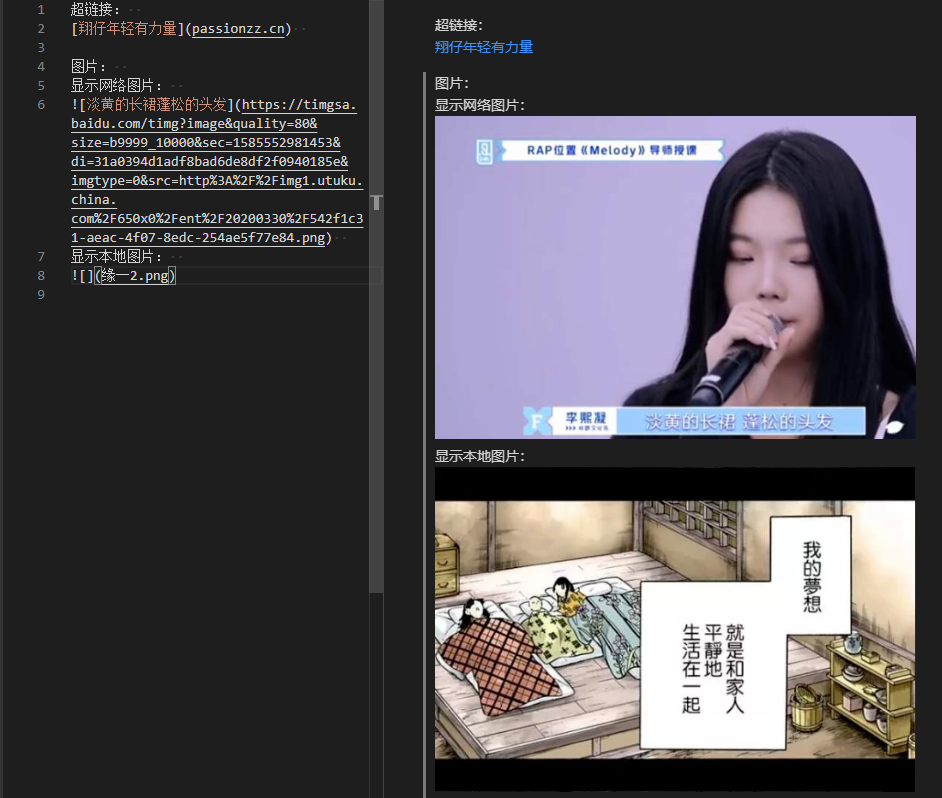 1 超链接：
2 [翔仔年轻有力量](passionzz.cn)
3
4 图片：
5 显示网络图片：
6 ![淡黄的长裙蓬松的头发](https://timgsa.
baidu.com/timg?image&quality=80&
size=b9999_10000&sec=1585552981453&
di=31a0394d1adf8bad6de8df2f0940185e&
imgtype=0&src=http%3A%2F%2Fimg1.utuku.
china.
com%2F650x0%2Fent%2F20200330%2F542f1c3
1-aeac-4f07-8edc-254ae5f77e84.png)
7 显示本地图片：
8 ![](缘一2.png)
9
超链接：
翔仔年轻有力量
图片：
显示网络图片：
RAP位置《Melody》导师授课
F 李熙凝
淡黄的长裙 蓬松的头发
显示本地图片：
我的夢想
就是和家人
平靜地
生活在一起